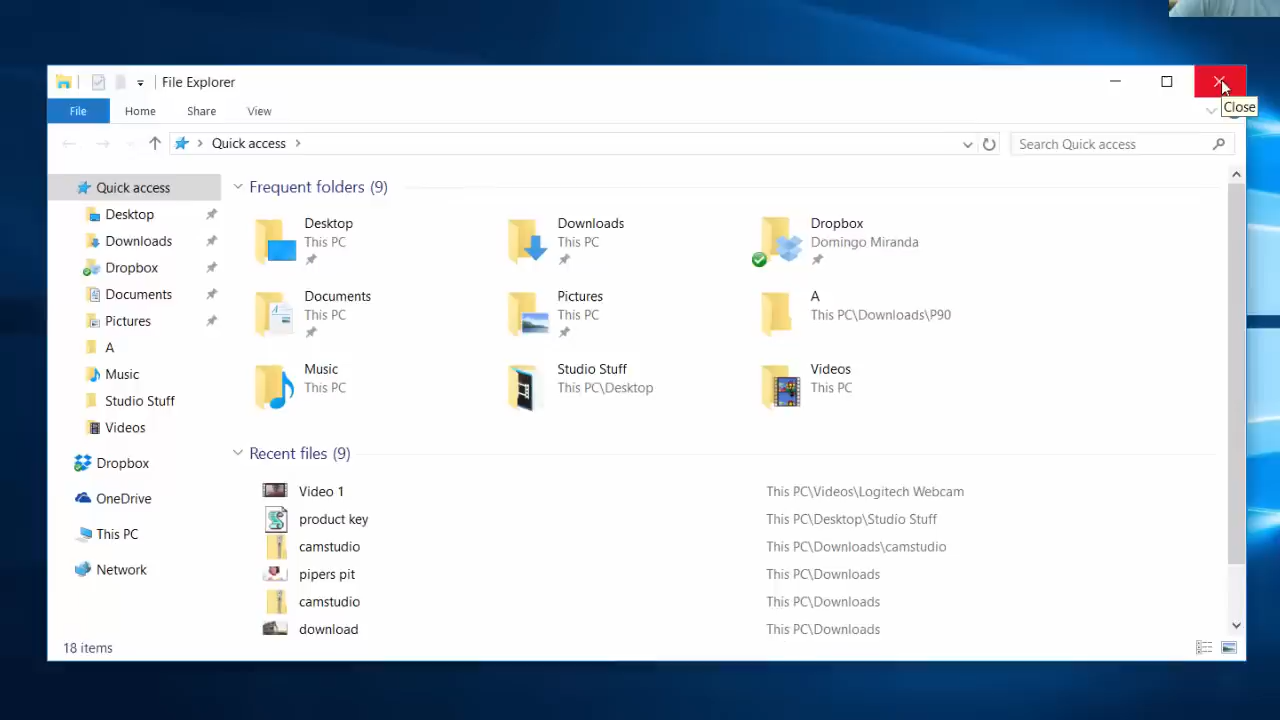 File Explorer
Close
File Home Share View
Quick access
Search Quick access
Quick access
Desktop
Downloads
Dropbox
Documents
Pictures
A
Music
Studio Stuff
Videos
Dropbox
OneDrive
This PC
Network
Frequent folders (9)
Desktop
This PC
Downloads
This PC
Dropbox
Domingo Miranda
Documents
This PC
Pictures
This PC
A
This PC\Downloads\P90
Music
This PC
Studio Stuff
This PC\Desktop
Videos
This PC
Recent files (9)
Video 1 This PC\Videos\Logitech Webcam
product key This PC\Desktop\Studio Stuff
camstudio This PC\Downloads\camstudio
pipers pit This PC\Downloads
camstudio This PC\Downloads
download This PC\Downloads
18 items